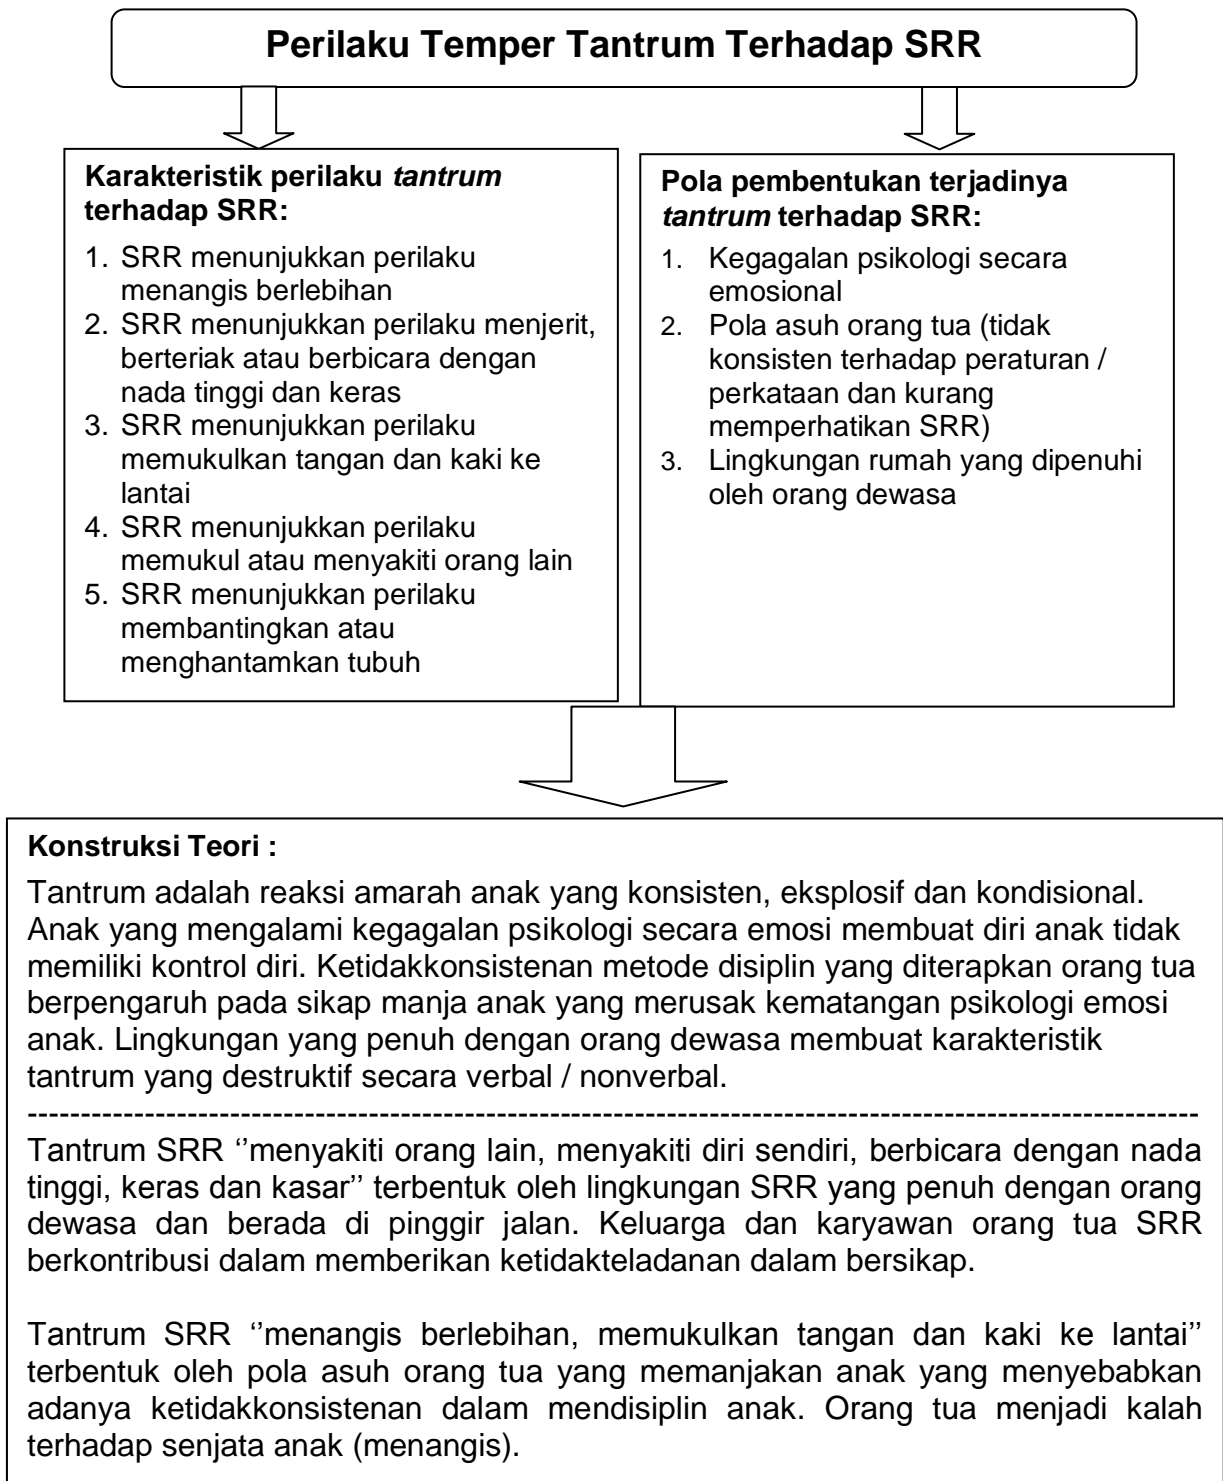 Perilaku Temper Tantrum Terhadap SRR
Karakteristik perilaku tantrum
terhadap SRR:
1. SRR menunjukkan perilaku
menangis berlebihan
2. SRR menunjukkan perilaku menjerit,
berteriak atau berbicara dengan
nada tinggi dan keras
3. SRR menunjukkan perilaku
memukulkan tangan dan kaki ke
lantai
4. SRR menunjukkan perilaku
memukul atau menyakiti orang lain
5. SRR menunjukkan perilaku
membantingkan atau
menghantamkan tubuh
Pola pembentukan terjadinya
tantrum terhadap SRR:
1. Kegagalan psikologi secara
emosional
2. Pola asuh orang tua (tidak
konsisten terhadap peraturan /
perkataan dan kurang
memperhatikan SRR)
3. Lingkungan rumah yang dipenuhi
oleh orang dewasa
Konstruksi Teori :
Tantrum adalah reaksi amarah anak yang konsisten, eksplosif dan kondisional.
Anak yang mengalami kegagalan psikologi secara emosi membuat diri anak tidak
memiliki kontrol diri. Ketidakkonsistenan metode disiplin yang diterapkan orang tua
berpengaruh pada sikap manja anak yang merusak kematangan psikologi emosi
anak. Lingkungan yang penuh dengan orang dewasa membuat karakteristik
tantrum yang destruktif secara verbal / nonverbal.
Tantrum SRR ‘’menyakiti orang lain, menyakiti diri sendiri, berbicara dengan nada
tinggi, keras dan kasar’’ terbentuk oleh lingkungan SRR yang penuh dengan orang
dewasa dan berada di pinggir jalan. Keluarga dan karyawan orang tua SRR
berkontribusi dalam memberikan ketidakteladanan dalam bersikap.
Tantrum SRR ‘’menangis berlebihan, memukulkan tangan dan kaki ke lantai’’
terbentuk oleh pola asuh orang tua yang memanjakan anak yang menyebabkan
adanya ketidakkonsistenan dalam mendisiplin anak. Orang tua menjadi kalah
terhadap senjata anak (menangis).